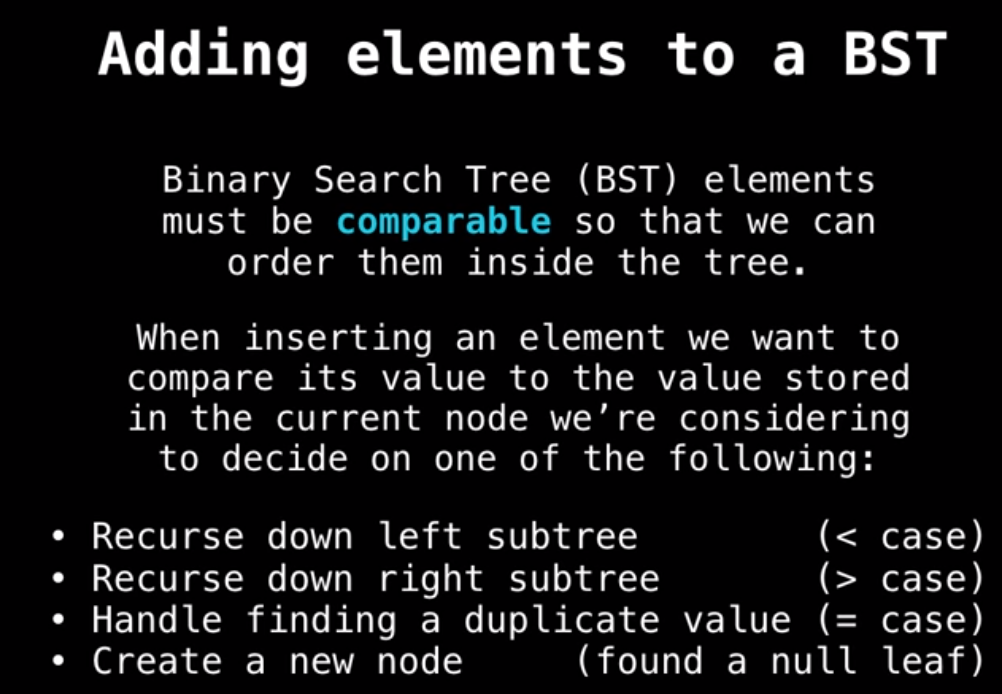 Adding elements to a BST
Binary Search Tree (BST) elements
must be comparable so that we can
order them inside the tree.
When inserting an element we want to
compare its value to the value stored
in the current node we’re considering
to decide on one of the following:
• Recurse down left subtree (< case)
• Recurse down right subtree (> case)
• Handle finding a duplicate value (= case)
• Create a new node (found a null leaf)